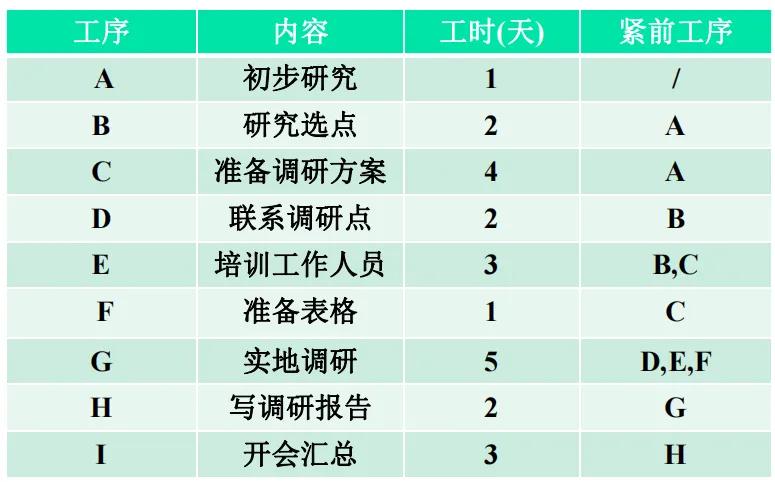 工序 内容 工时(天) 紧前工序
A 初步研究 1 /
B 研究选点 2 A
C 准备调研方案 4 A
D 联系调研点 2 B
E 培训工作人员 3 B,C
F 准备表格 1 C
G 实地调研 5 D,E,F
H 写调研报告 2 G
I 开会汇总 3 H